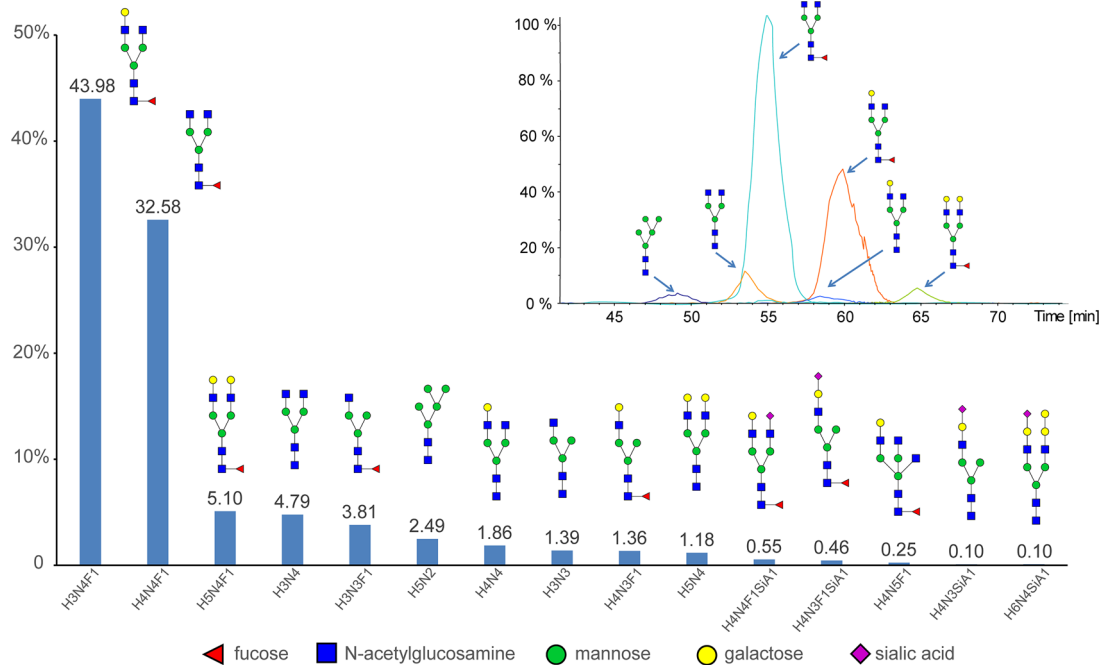 50%
40%
30%
20%
10%
0
43.98
32.58
5.10
4.79
3.81
2.49
1.86
1.39
1.36
1.18
0.55
0.46
0.25
0.10
0.10
H3N4F1
H4N4F1
H5N4F1
H3N4
H3N3F1
H5N2
H4N4
H3N3
H4N3F1
H5N4
H4N4F1SiA1
H4N3F1SiA1
H4N5F1
H4N3SiA1
H6N4SiA1
100 %
80 %
60 %
40 %
20 %
0 %
45 50 55 60 65 70 Time [min]
fucose N-acetylglucosamine mannose galactose sialic acid